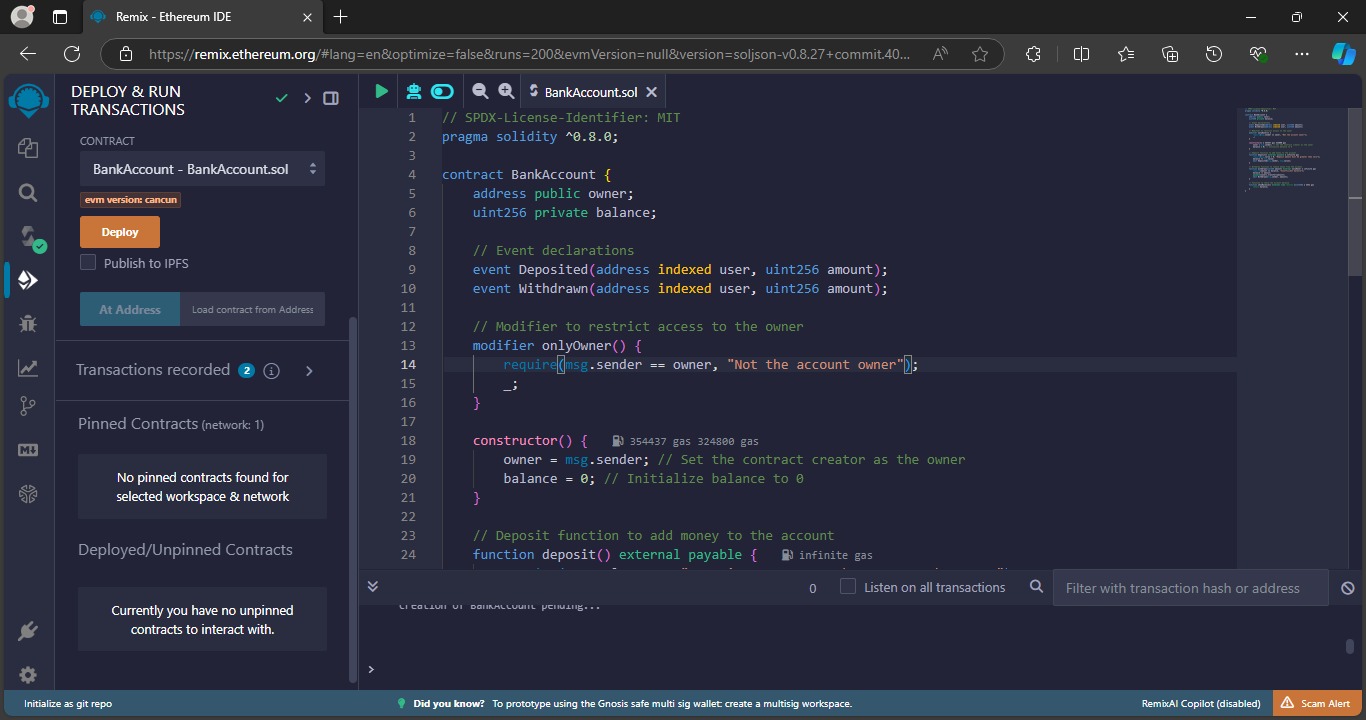 Remix - Ethereum IDE
https://remix.ethereum.org/#lang=en&optimize=false&runs=200&evmVersion=null&version=soljson-v0.8.27+commit.40...
DEPLOY & RUN
TRANSACTIONS
CONTRACT
BankAccount - BankAccount.sol
evm version: cancun
Deploy
Publish to IPFS
At Address
Load contract from Address
Transactions recorded 2 i
Pinned Contracts (network: 1)
No pinned contracts found for
selected workspace & network
Deployed/Unpinned Contracts
Currently you have no unpinned
contracts to interact with.
BankAccount.sol
1 // SPDX-License-Identifier: MIT
2 pragma solidity ^0.8.0;
3
4 contract BankAccount {
5 address public owner;
6 uint256 private balance;
7
8 // Event declarations
9 event Deposited(address indexed user, uint256 amount);
10 event Withdrawn(address indexed user, uint256 amount);
11
12 // Modifier to restrict access to the owner
13 modifier onlyOwner() {
14 require(msg.sender == owner, "Not the account owner");
15 _;
16 }
17
18 constructor() { 354437 gas 324800 gas
19 owner = msg.sender; // Set the contract creator as the owner
20 balance = 0; // Initialize balance to 0
21 }
22
23 // Deposit function to add money to the account
24 function deposit() external payable { infinite gas
0 Listen on all transactions
Filter with transaction hash or address
creation of BankAccount pending...
>
Initialize as git repo
Did you know? To prototype using the Gnosis safe multi sig wallet: create a multisig workspace.
RemixAI Copilot (disabled)
Scam Alert